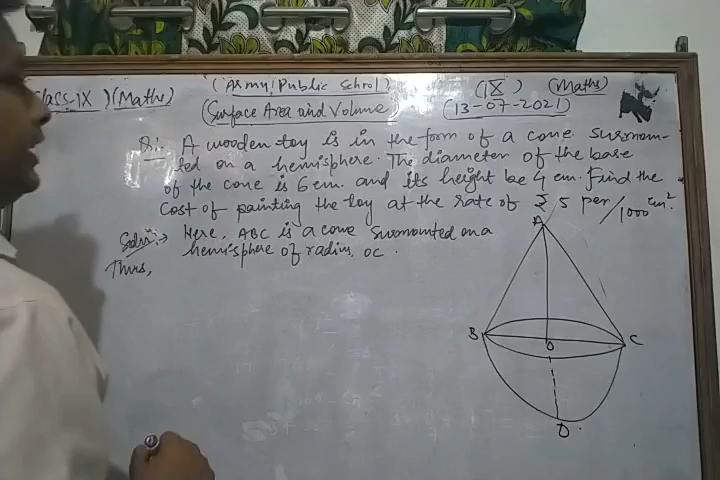 Class-IX) (Maths)
(Army Public School)
(IX) (Maths)
(Surface Area and Volume)
(13-07-2021)
Q:- A wooden toy is in the form of a cone surmoun-
ted on a hemisphere. The diameter of the base
of the cone is 6 cm. and its height be 4 cm. Find the
cost of painting the toy at the rate of ₹ 5 per/1000 cm².
Soln:→ Here, ABC is a cone surmounted on a
hemisphere of radius, OC.
Thus,
A
B
O
C
D